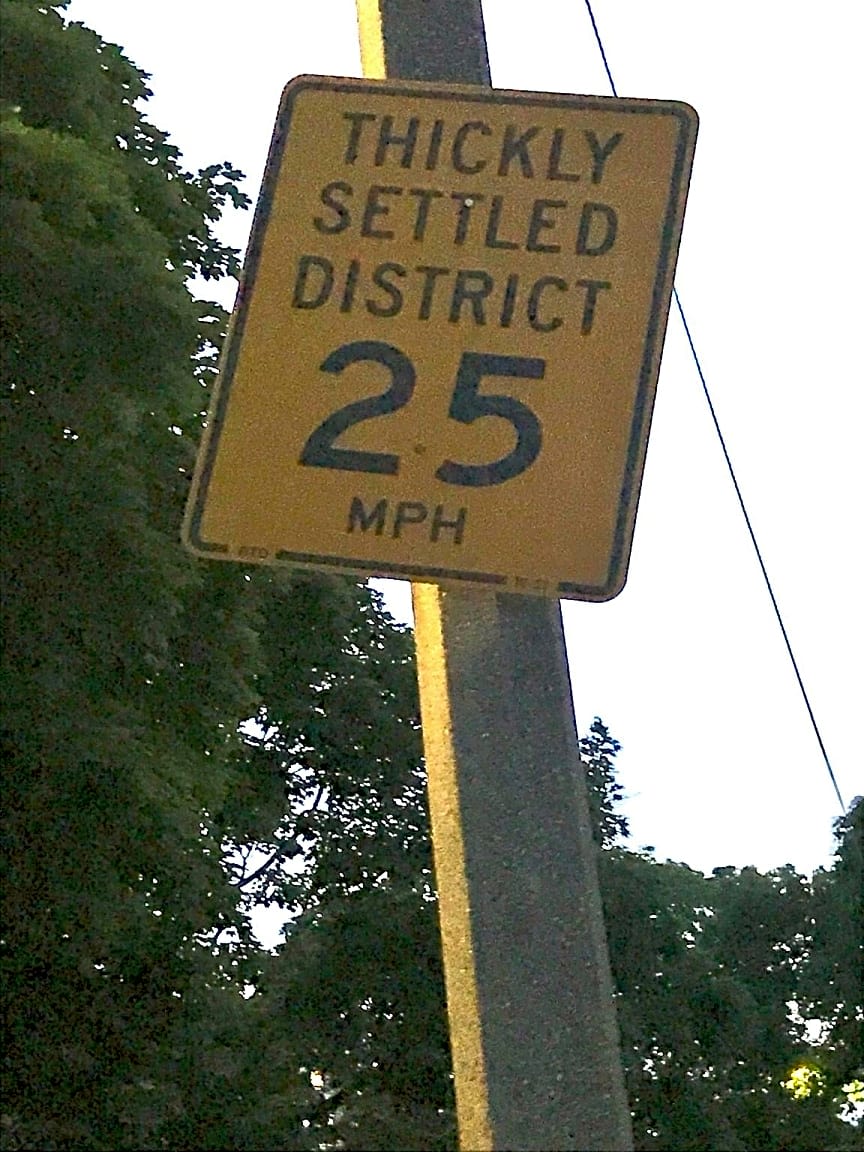 THICKLY
SETTLED
DISTRICT
25
MPH